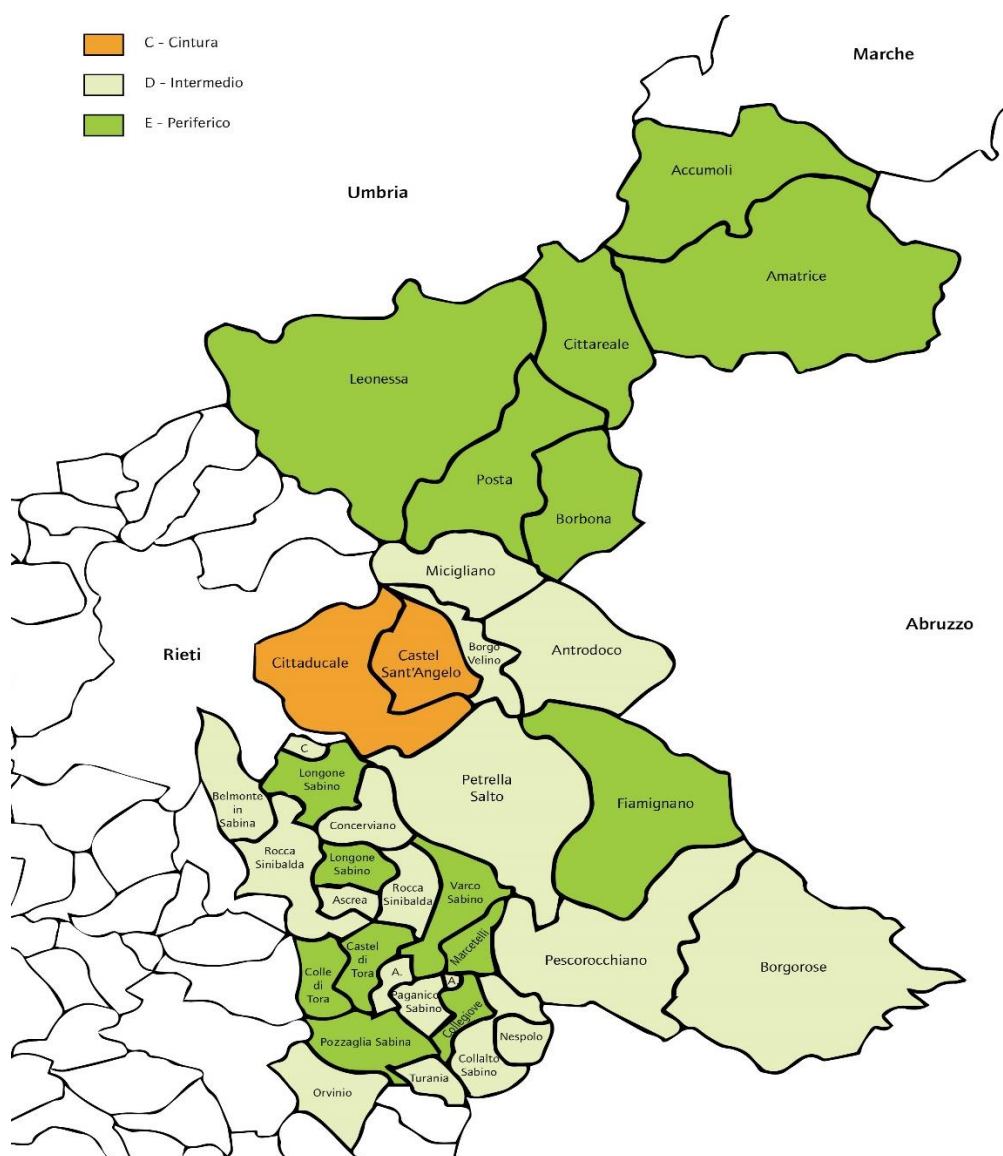 C - Cintura
D - Intermedio
E - Periferico
Marche
Umbria
Accumoli
Amatrice
Cittareale
Leonessa
Posta
Borbona
Micigliano
Abruzzo
Rieti
Cittaducale
Castel
Sant'Angelo
Borgo
Velino
Antrodoco
C
Longone
Sabino
Petrella
Salto
Fiamignano
Belmonte
in
Sabina
Concerviano
Rocca
Sinibalda
Longone
Sabino
Rocca
Sinibalda
Varco
Sabino
Ascrea
Marcetelli
Castel
di
Tora
Colle
di
Tora
A.
A.
Paganico
Sabino
Collegiove
Pescorocchiano
Borgorose
Pozzaglia Sabina
Nespolo
Collalto
Sabino
Turania
Orvinio